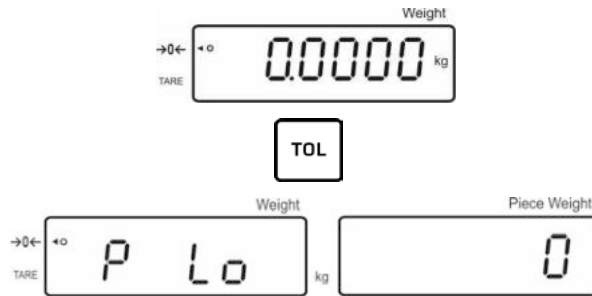 Weight
→0← ◄ o 0.0000 kg
TARE
TOL
Weight Piece Weight
→0← ◄o P Lo 0
TARE kg